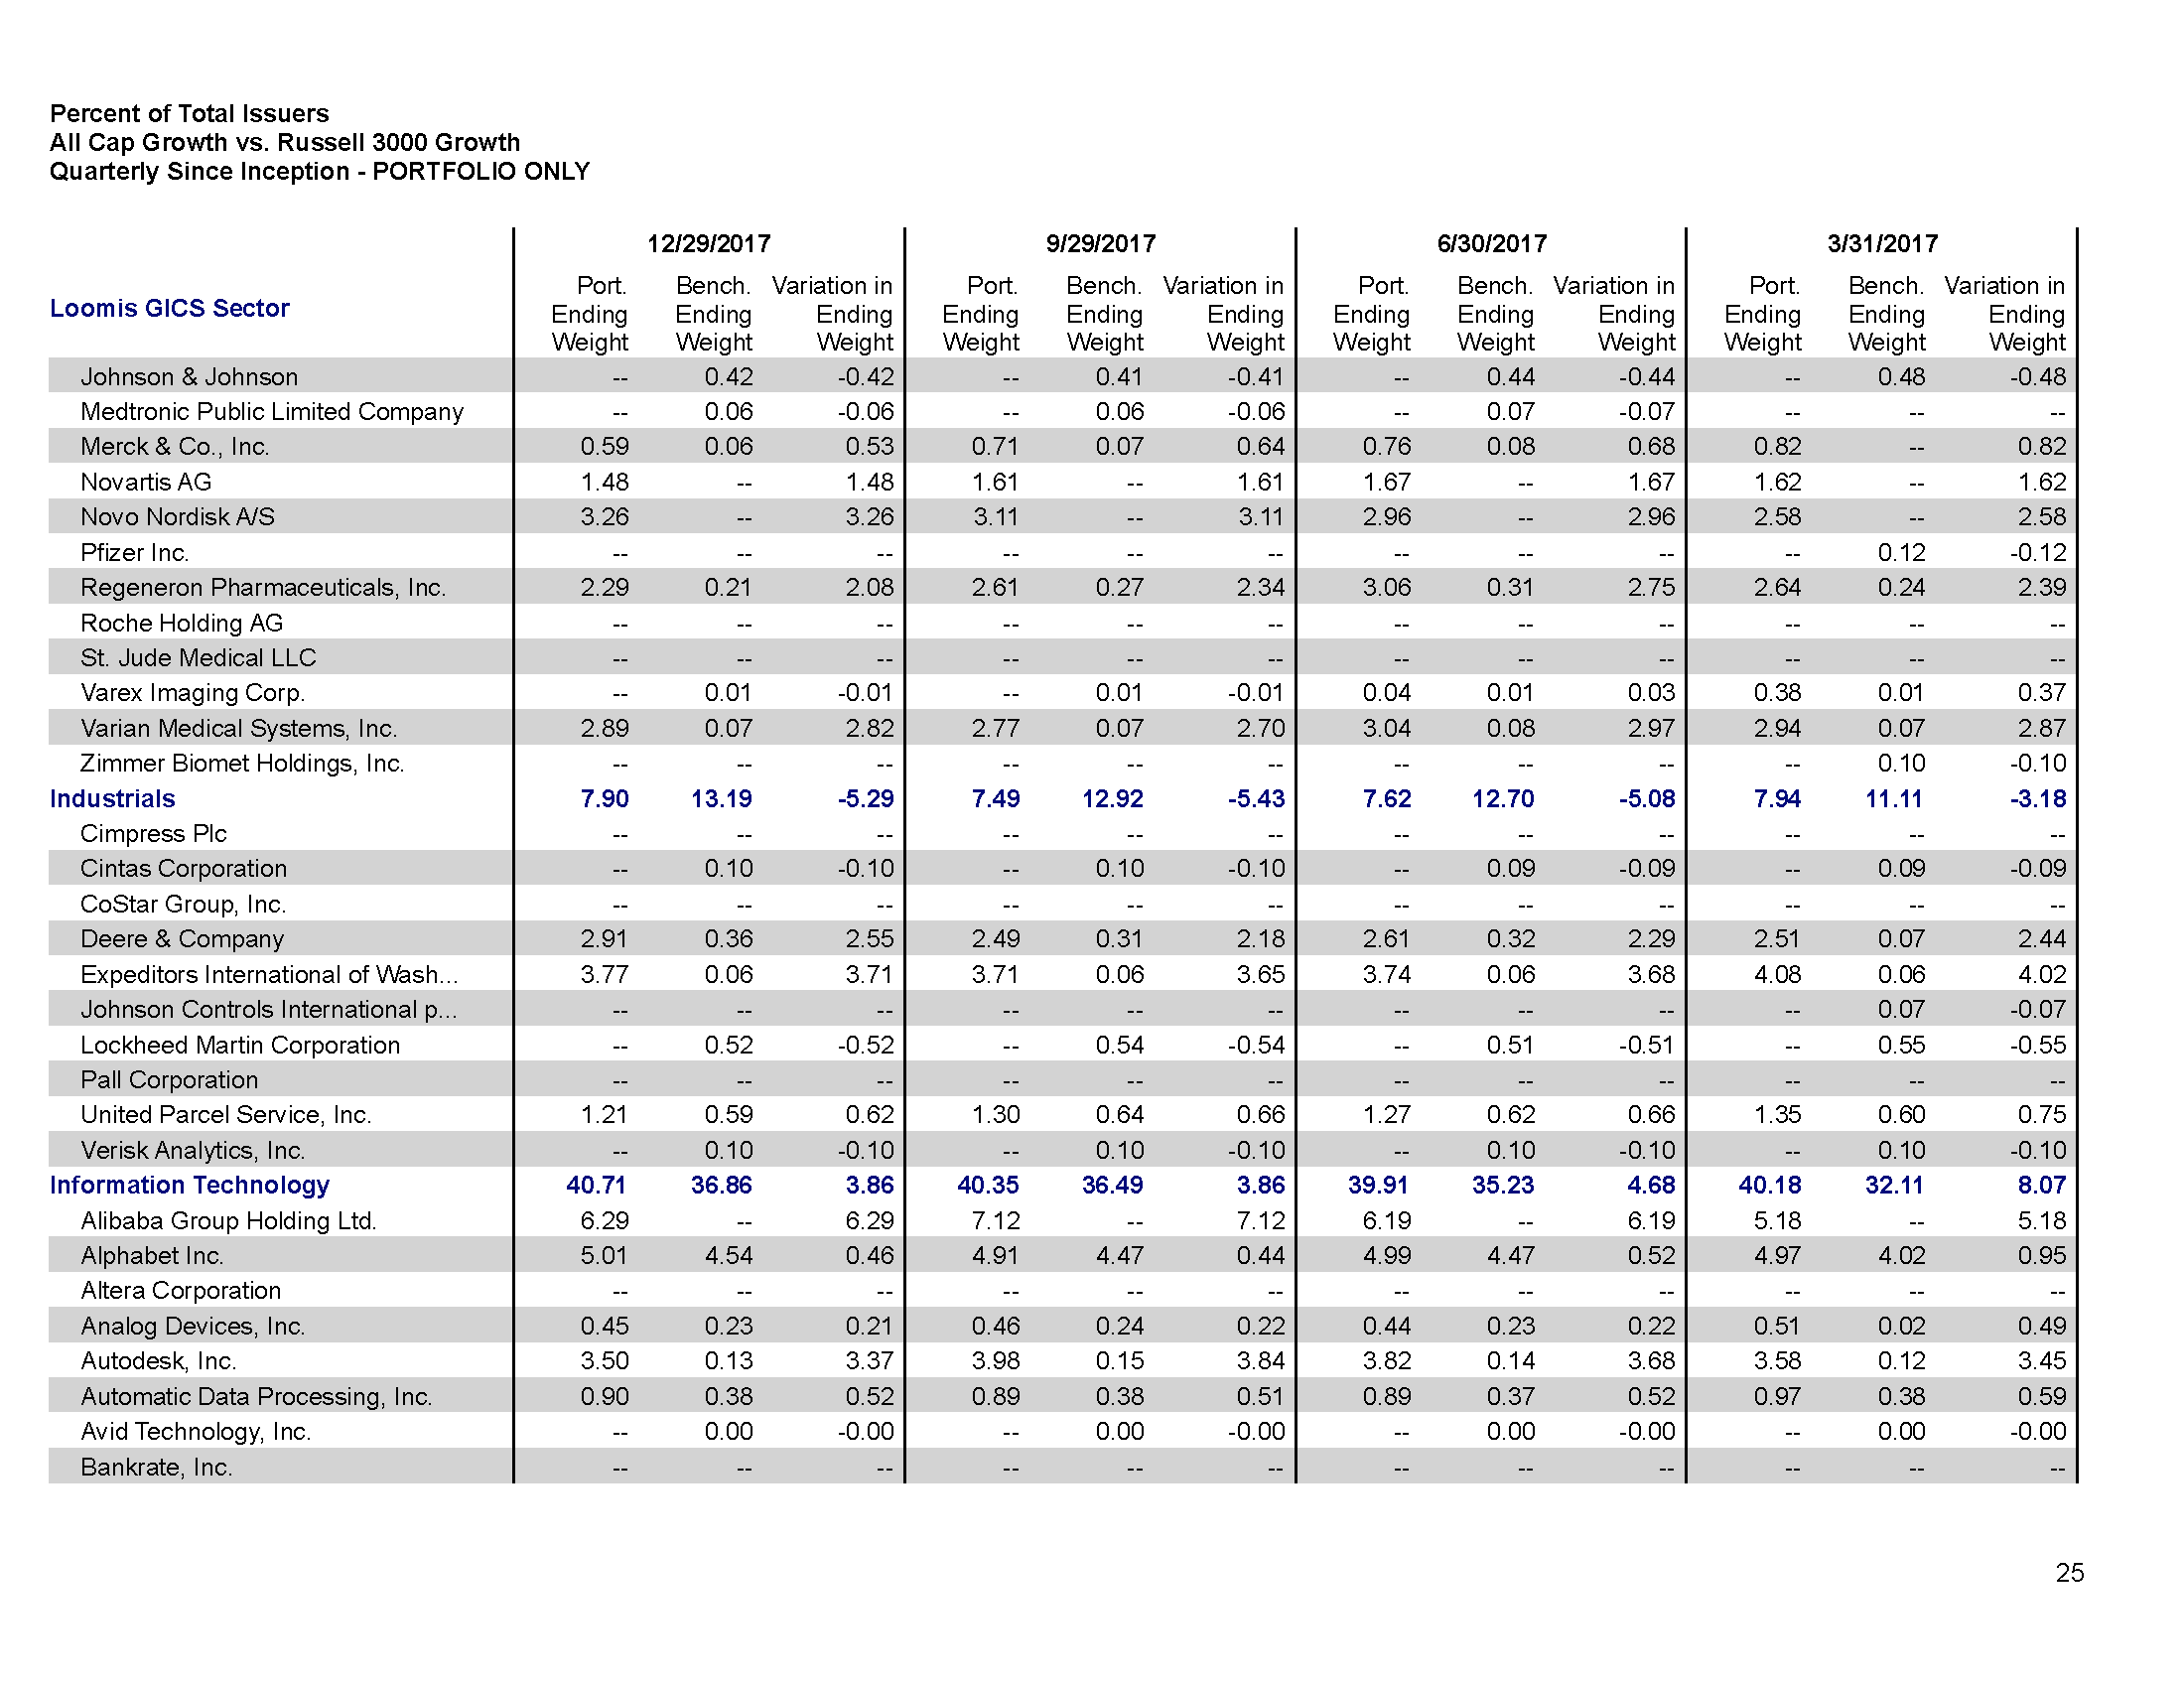 Percent of Total Issuers
All Cap Growth vs. Russell 3000 Growth
Quarterly Since Inception - PORTFOLIO ONLY
12/29/2017 9/29/2017 6/30/2017 3/31/2017
Loomis GICS Sector
Port. Bench. Variation in Port. Bench. Variation in Port. Bench. Variation in Port. Bench. Variation in
Ending Ending Ending Ending Ending Ending Ending Ending Ending Ending Ending Ending
Weight Weight Weight Weight Weight Weight Weight Weight Weight Weight Weight Weight
Johnson & Johnson -- 0.42 -0.42 -- 0.41 -0.41 -- 0.44 -0.44 -- 0.48 -0.48
Medtronic Public Limited Company -- 0.06 -0.06 -- 0.06 -0.06 -- 0.07 -0.07 -- -- --
Merck & Co., Inc. 0.59 0.06 0.53 0.71 0.07 0.64 0.76 0.08 0.68 0.82 -- 0.82
Novartis AG 1.48 -- 1.48 1.61 -- 1.61 1.67 -- 1.67 1.62 -- 1.62
Novo Nordisk A/S 3.26 -- 3.26 3.11 -- 3.11 2.96 -- 2.96 2.58 -- 2.58
Pfizer Inc. -- -- -- -- -- -- -- -- -- -- 0.12 -0.12
Regeneron Pharmaceuticals, Inc. 2.29 0.21 2.08 2.61 0.27 2.34 3.06 0.31 2.75 2.64 0.24 2.39
Roche Holding AG -- -- -- -- -- -- -- -- -- -- -- --
St. Jude Medical LLC -- -- -- -- -- -- -- -- -- -- -- --
Varex Imaging Corp. -- 0.01 -0.01 -- 0.01 -0.01 0.04 0.01 0.03 0.38 0.01 0.37
Varian Medical Systems, Inc. 2.89 0.07 2.82 2.77 0.07 2.70 3.04 0.08 2.97 2.94 0.07 2.87
Zimmer Biomet Holdings, Inc. -- -- -- -- -- -- -- -- -- -- 0.10 -0.10
Industrials 7.90 13.19 -5.29 7.49 12.92 -5.43 7.62 12.70 -5.08 7.94 11.11 -3.18
Cimpress Plc -- -- -- -- -- -- -- -- -- -- -- --
Cintas Corporation -- 0.10 -0.10 -- 0.10 -0.10 -- 0.09 -0.09 -- 0.09 -0.09
CoStar Group, Inc. -- -- -- -- -- -- -- -- -- -- -- --
Deere & Company 2.91 0.36 2.55 2.49 0.31 2.18 2.61 0.32 2.29 2.51 0.07 2.44
Expeditors International of Wash... 3.77 0.06 3.71 3.71 0.06 3.65 3.74 0.06 3.68 4.08 0.06 4.02
Johnson Controls International p... -- -- -- -- -- -- -- -- -- -- 0.07 -0.07
Lockheed Martin Corporation -- 0.52 -0.52 -- 0.54 -0.54 -- 0.51 -0.51 -- 0.55 -0.55
Pall Corporation -- -- -- -- -- -- -- -- -- -- -- --
United Parcel Service, Inc. 1.21 0.59 0.62 1.30 0.64 0.66 1.27 0.62 0.66 1.35 0.60 0.75
Verisk Analytics, Inc. -- 0.10 -0.10 -- 0.10 -0.10 -- 0.10 -0.10 -- 0.10 -0.10
Information Technology 40.71 36.86 3.86 40.35 36.49 3.86 39.91 35.23 4.68 40.18 32.11 8.07
Alibaba Group Holding Ltd. 6.29 -- 6.29 7.12 -- 7.12 6.19 -- 6.19 5.18 -- 5.18
Alphabet Inc. 5.01 4.54 0.46 4.91 4.47 0.44 4.99 4.47 0.52 4.97 4.02 0.95
Altera Corporation -- -- -- -- -- -- -- -- -- -- -- --
Analog Devices, Inc. 0.45 0.23 0.21 0.46 0.24 0.22 0.44 0.23 0.22 0.51 0.02 0.49
Autodesk, Inc. 3.50 0.13 3.37 3.98 0.15 3.84 3.82 0.14 3.68 3.58 0.12 3.45
Automatic Data Processing, Inc. 0.90 0.38 0.52 0.89 0.38 0.51 0.89 0.37 0.52 0.97 0.38 0.59
Avid Technology, Inc. -- 0.00 -0.00 -- 0.00 -0.00 -- 0.00 -0.00 -- 0.00 -0.00
Bankrate, Inc. -- -- -- -- -- -- -- -- -- -- -- --
25